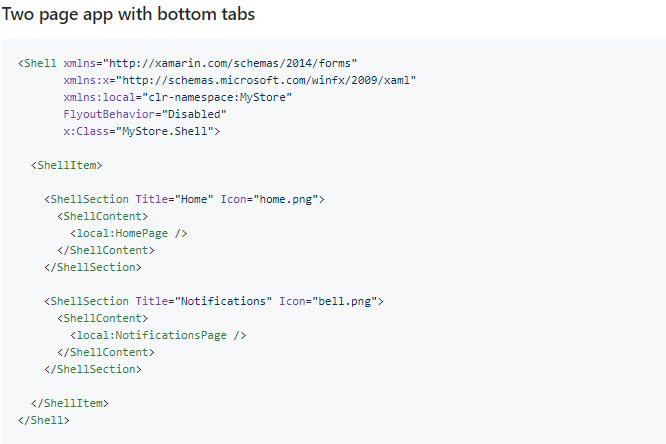 Two page app with bottom tabs
<Shell xmlns="http://xamarin.com/schemas/2014/forms"
       xmlns:x="http://schemas.microsoft.com/winfx/2009/xaml"
       xmlns:local="clr-namespace:MyStore"
       FlyoutBehavior="Disabled"
       x:Class="MyStore.Shell">
  <ShellItem>
    <ShellSection Title="Home" Icon="home.png">
      <ShellContent>
        <local:HomePage />
      </ShellContent>
    </ShellSection>
    <ShellSection Title="Notifications" Icon="bell.png">
      <ShellContent>
        <local:NotificationsPage />
      </ShellContent>
    </ShellSection>
  </ShellItem>
</Shell>